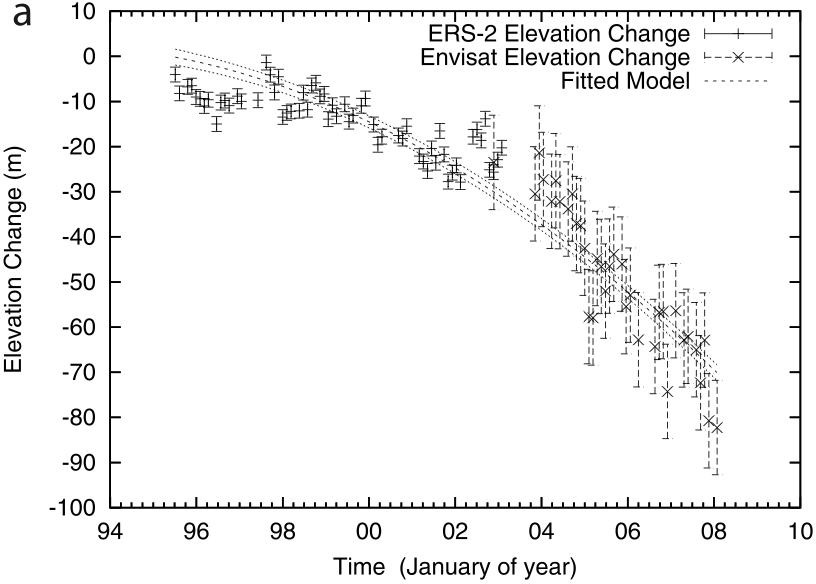 a
ERS-2 Elevation Change
Envisat Elevation Change
Fitted Model
10
0
-10
-20
-30
-40
-50
-60
-70
-80
-90
-100
Elevation Change (m)
94 96 98 00 02 04 06 08 10
Time (January of year)